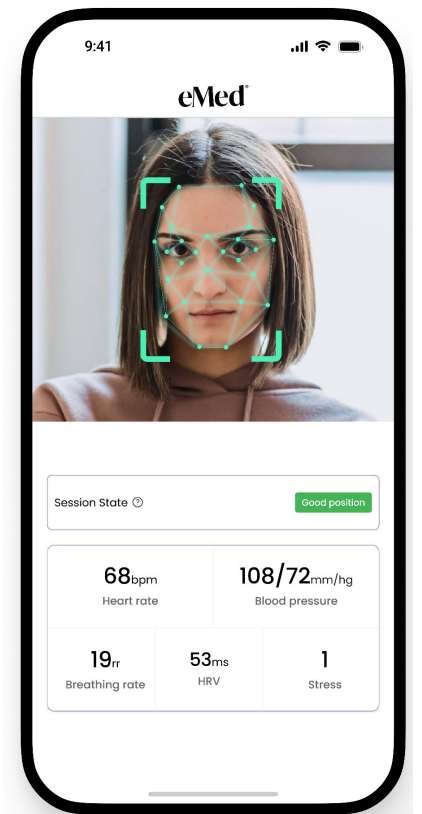 9:41
eMed®
Session State ?
Good position
68bpm
Heart rate
108/72mm/hg
Blood pressure
19rr
Breathing rate
53ms
HRV
1
Stress